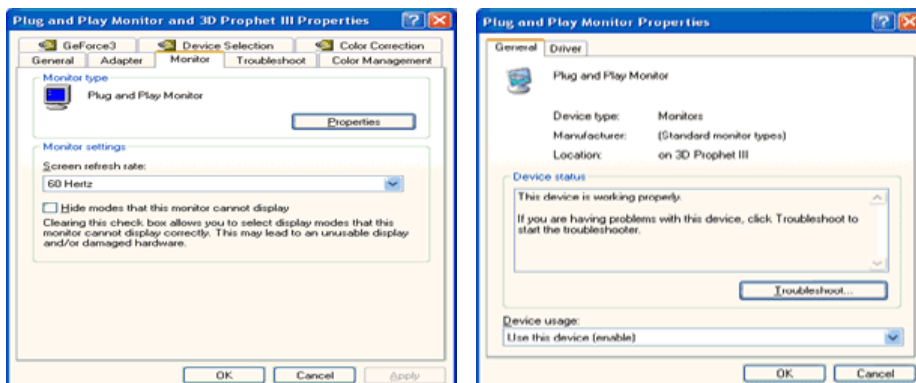 Plug and Play Monitor and 3D Prophet III Properties
GeForce3
Device Selection
Color Correction
General
Adapter
Monitor
Troubleshoot
Color Management
Monitor type
Plug and Play Monitor
Properties
Monitor settings
Screen refresh rate:
60 Hertz
Hide modes that this monitor cannot display
Clearing this check box allows you to select display modes that this
monitor cannot display correctly. This may lead to an unusable display
and/or damaged hardware.
OK
Cancel
Apply
Plug and Play Monitor Properties
General
Driver
Plug and Play Monitor
Device type: Monitors
Manufacturer: (Standard monitor types)
Location: on 3D Prophet III
Device status
This device is working properly.
If you are having problems with this device, click Troubleshoot to
start the troubleshooter.
Troubleshoot...
Device usage:
Use this device (enable)
OK
Cancel